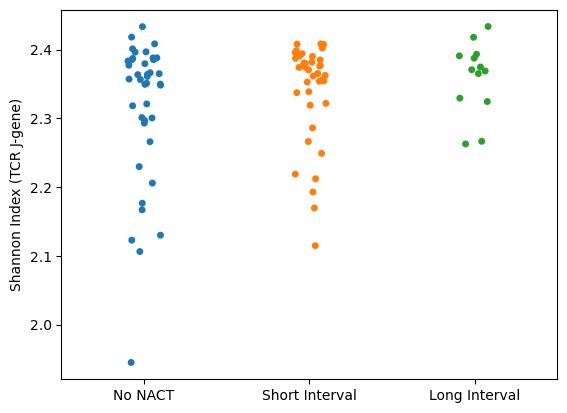 Shannon Index (TCR J-gene)
2.4
2.3
2.2
2.1
2.0
No NACT Short Interval Long Interval